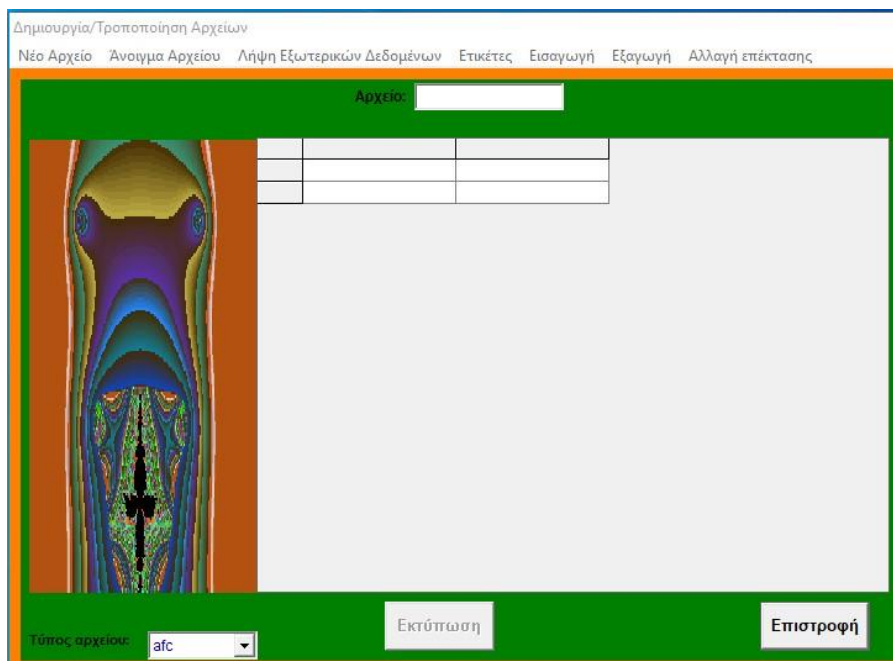 Δημιουργία/Τροποποίηση Αρχείων
Νέο Αρχείο Άνοιγμα Αρχείου Λήψη Εξωτερικών Δεδομένων Ετικέτες Εισαγωγή Εξαγωγή Αλλαγή επέκτασης
Αρχείο:
Εκτύπωση Επιστροφή
Τύπος αρχείου: afc